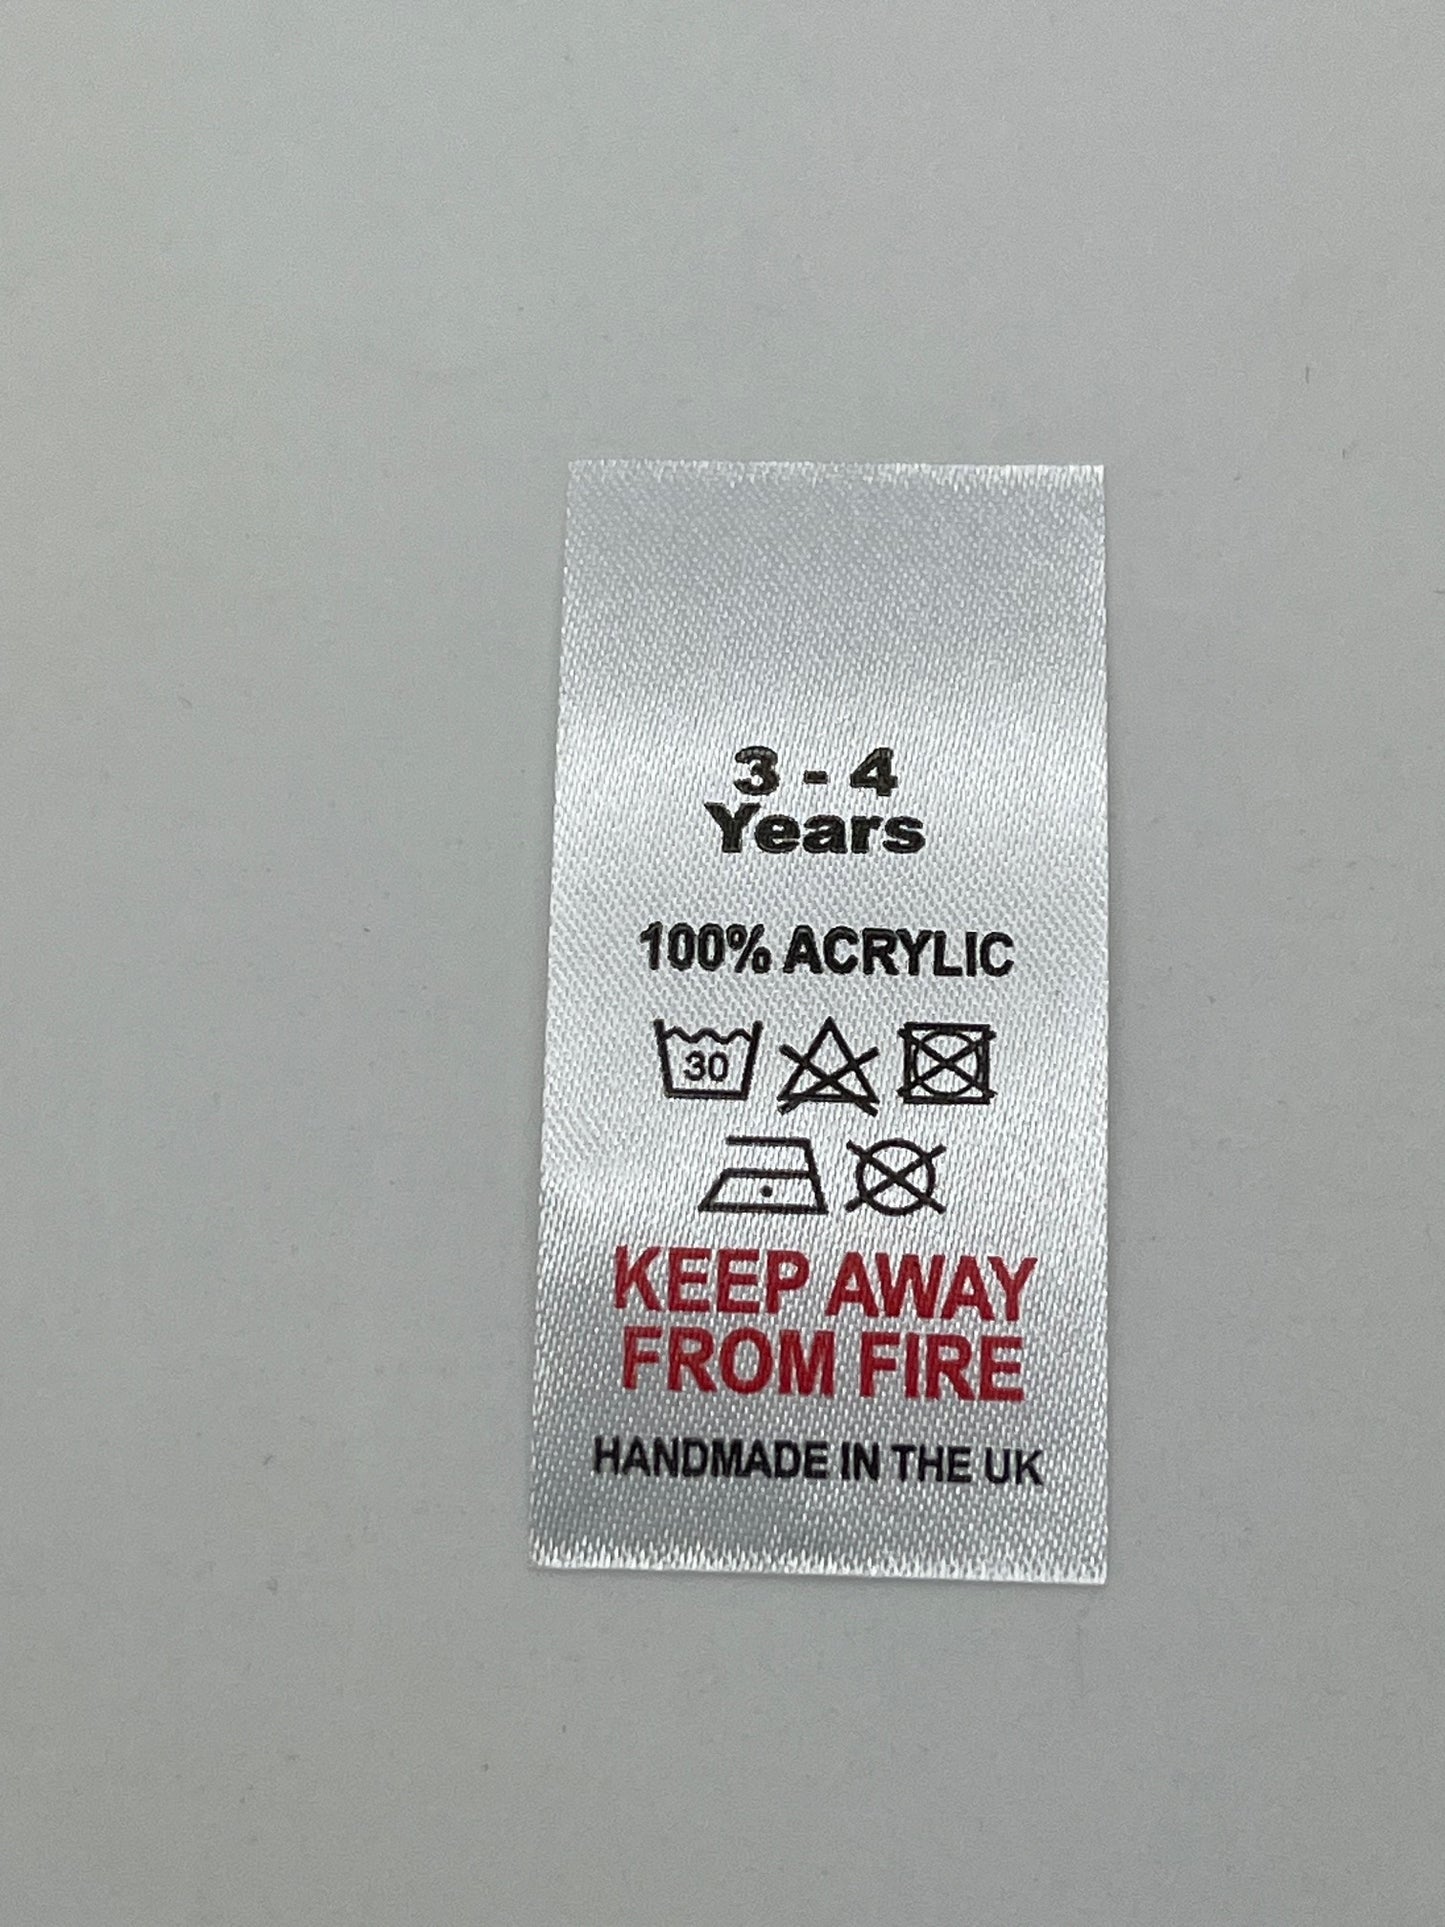 3 - 4
Years
100% ACRYLIC
30
KEEP AWAY
FROM FIRE
HANDMADE IN THE UK